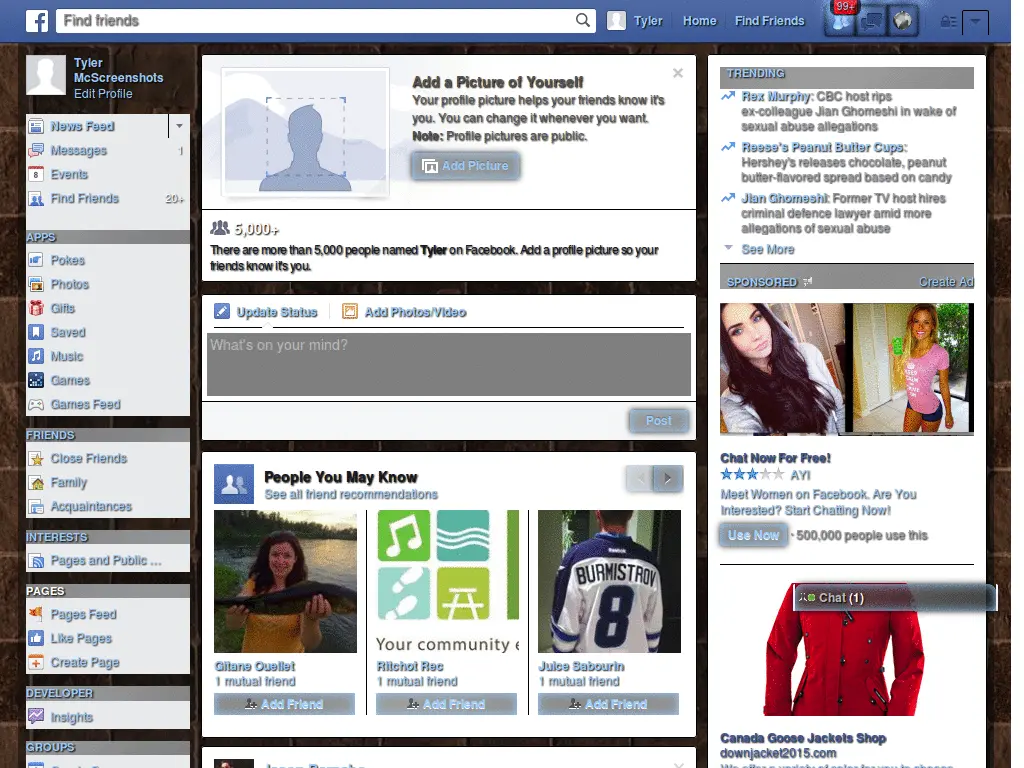 Find friends
Tyler
Home
Find Friends
99+
Tyler
McScreenshots
Edit Profile
News Feed
Messages 1
8 Events
Find Friends 20+
APPS
Pokes
Photos
Gifts
Saved
Music
Games
Games Feed
FRIENDS
Close Friends
Family
Acquaintances
INTERESTS
Pages and Public ...
PAGES
Pages Feed
Like Pages
Create Page
DEVELOPER
Insights
GROUPS
Add a Picture of Yourself
Your profile picture helps your friends know it's
you. You can change it whenever you want.
Note: Profile pictures are public.
Add Picture
5,000+
There are more than 5,000 people named Tyler on Facebook. Add a profile picture so your
friends know it's you.
Update Status
Add Photos/Video
What's on your mind?
Post
People You May Know
See all friend recommendations
Your community e
Reebok
BURMISTROV
8
Gitane Ouellet
1 mutual friend
Add Friend
Ritchot Rec
1 mutual friend
Add Friend
Juice Sabourin
1 mutual friend
Add Friend
TRENDING
Rex Murphy: CBC host rips
ex-colleague Jian Ghomeshi in wake of
sexual abuse allegations
Reese's Peanut Butter Cups:
Hershey's releases chocolate, peanut
butter-flavored spread based on candy
Jian Ghomeshi: Former TV host hires
criminal defence lawyer amid more
allegations of sexual abuse
See More
SPONSORED
Create Ad
Chat Now For Free!
AYI
Meet Women on Facebook. Are You
Interested? Start Chatting Now!
Use Now · 500,000 people use this
Chat (1)
Canada Goose Jackets Shop
downjacket2015.com